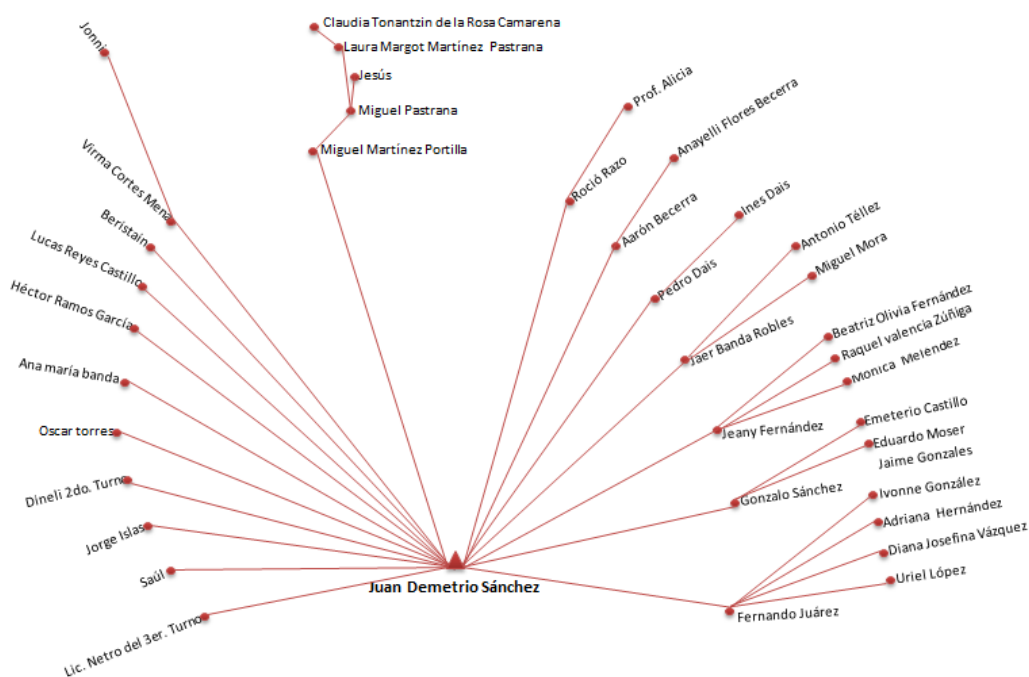 Jonni
Claudia Tonantzin de la Rosa Camarena
Laura Margot Martínez Pastrana
Jesús
Miguel Pastrana
Miguel Martínez Portilla
Prof. Alicia
Roció Razo
Anayelli Flores Becerra
Aarón Becerra
Ines Dais
Pedro Dais
Antonio Téllez
Miguel Mora
Jaer Banda Robles
Beatriz Olivia Fernández
Raquel valencia Zúñiga
Monica Meléndez
Jeany Fernández
Emeterio Castillo
Eduardo Moser
Jaime Gonzales
Gonzalo Sánchez
Ivonne González
Adriana Hernández
Diana Josefina Vázquez
Uriel López
Fernando Juárez
Virma Cortes Mena
Beristain
Lucas Reyes Castillo
Héctor Ramos García
Ana maría banda
Oscar torres
Dineli 2do. Turno
Jorge Islas
Saúl
Lic. Netro del 3er. Turno
Juan Demetrio Sánchez